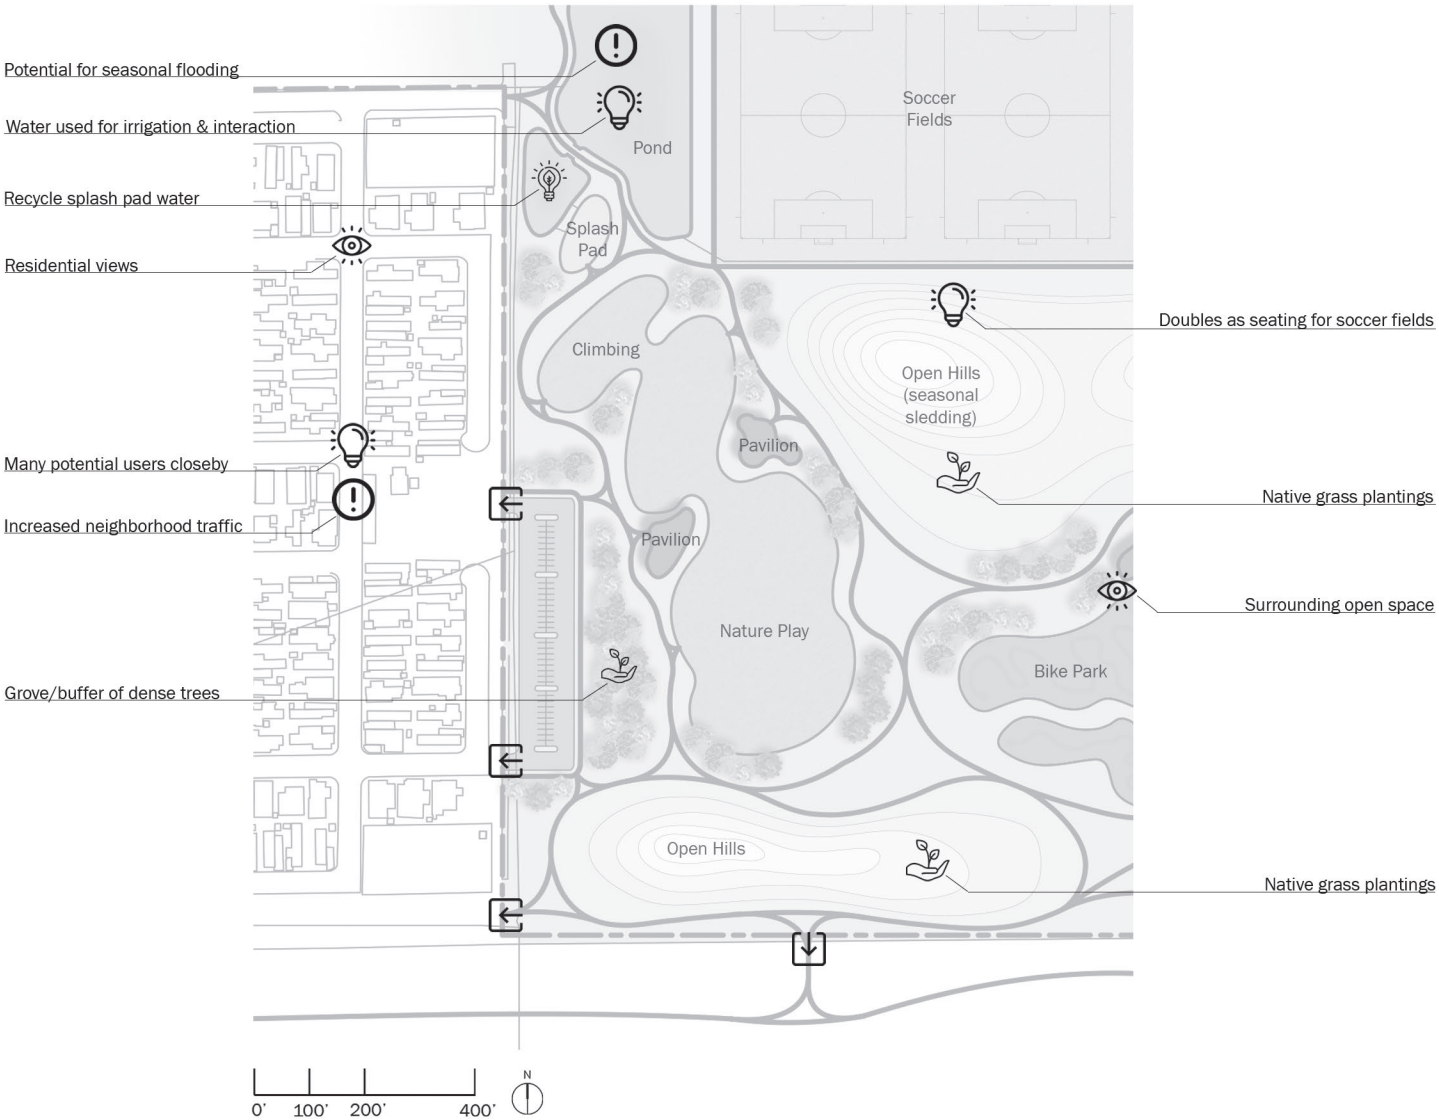 Potential for seasonal flooding
Water used for irrigation & interaction
Recycle splash pad water
Residential views
Many potential users closeby
Increased neighborhood traffic
Grove/buffer of dense trees
Pond
Soccer
Fields
Splash
Pad
Climbing
Open Hills
(seasonal
sledding)
Pavilion
Pavilion
Nature Play
Bike Park
Open Hills
Doubles as seating for soccer fields
Native grass plantings
Surrounding open space
Native grass plantings
0' 100' 200' 400'
N